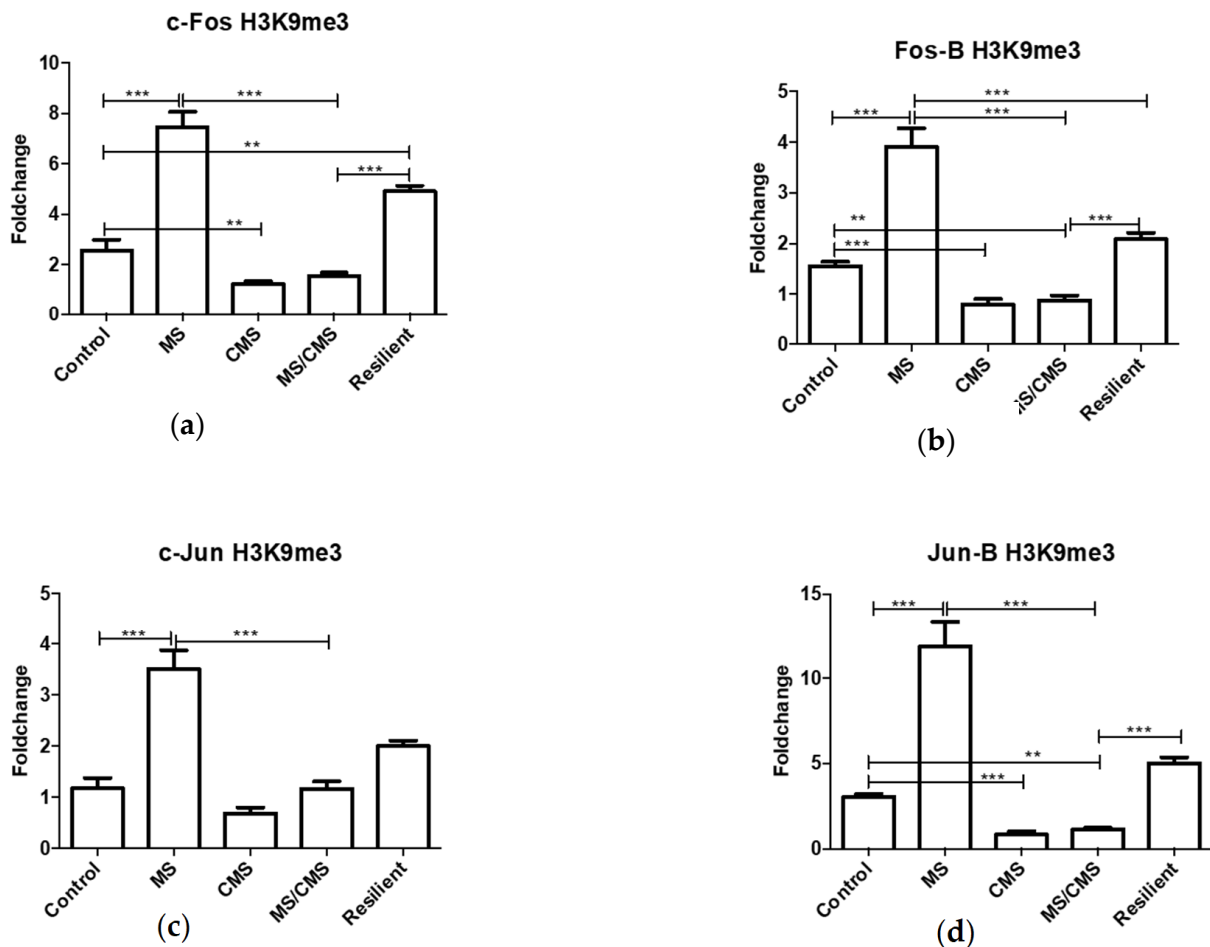 c-Fos H3K9me3
Foldchange
10
8
6
4
2
0
*** ***
**
***
**
Control MS CMS MS/CMS Resilient
(a)
Fos-B H3K9me3
Foldchange
5
4
3
2
1
0
***
*** ***
** ***
***
Control MS CMS MS/CMS Resilient
(b)
c-Jun H3K9me3
Foldchange
5
4
3
2
1
0
*** ***
Control MS CMS MS/CMS Resilient
(c)
Jun-B H3K9me3
Foldchange
15
10
5
0
*** ***
***
**
***
Control MS CMS MS/CMS Resilient
(d)